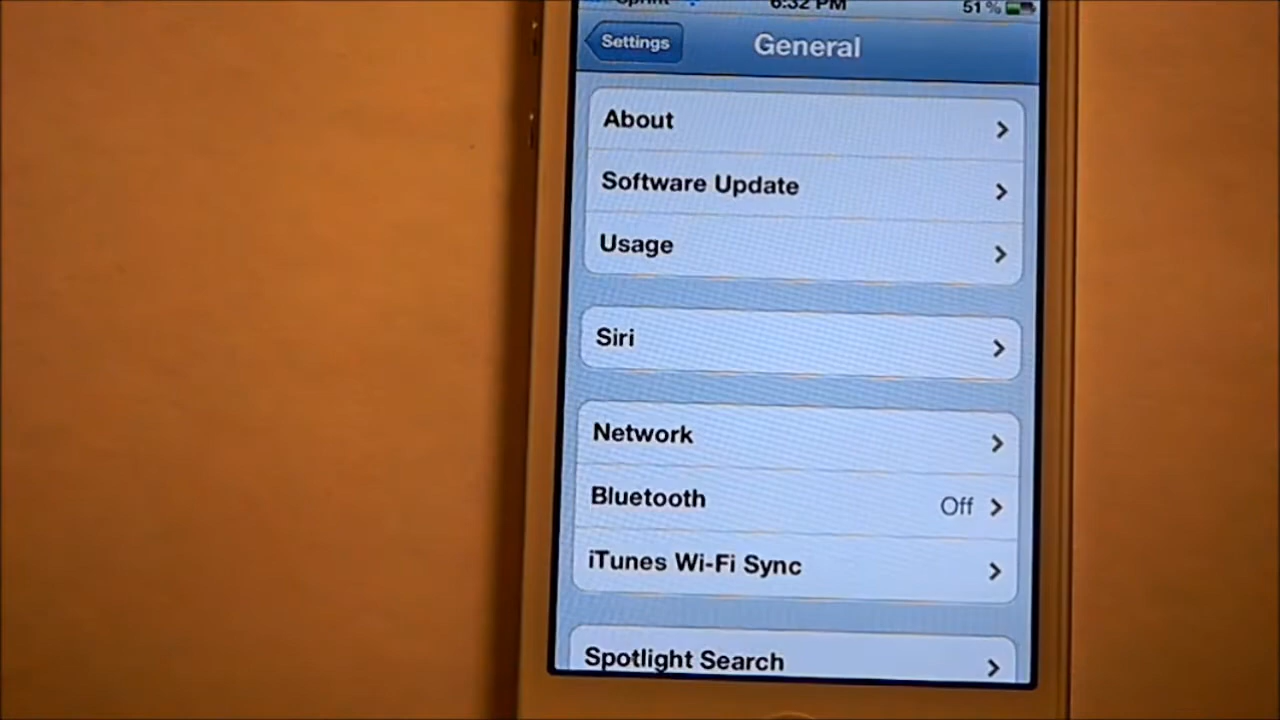 Sprint 6:32 PM 51%
Settings General
About
Software Update
Usage
Siri
Network
Bluetooth Off
iTunes Wi-Fi Sync
Spotlight Search